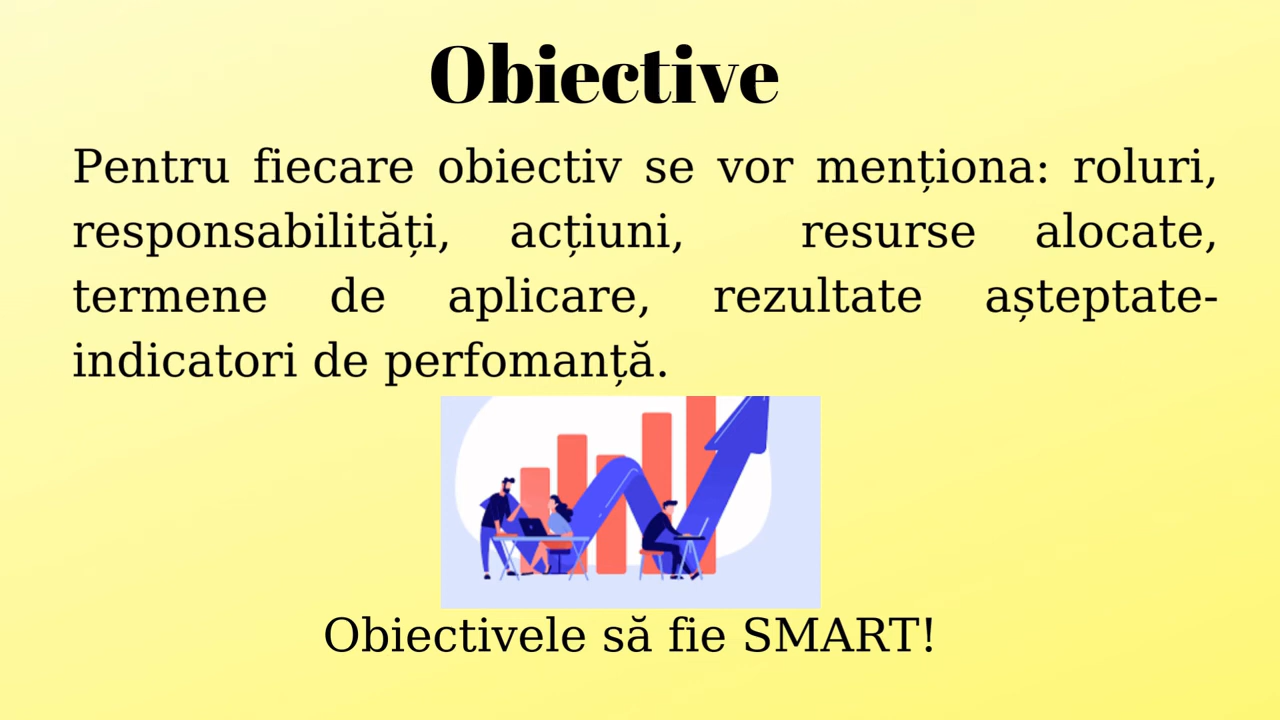 Obiective
Pentru fiecare obiectiv se vor menționa: roluri,
responsabilități, acțiuni, resurse alocate,
termene de aplicare, rezultate așteptate-
indicatori de perfomanță.
Obiectivele să fie SMART!